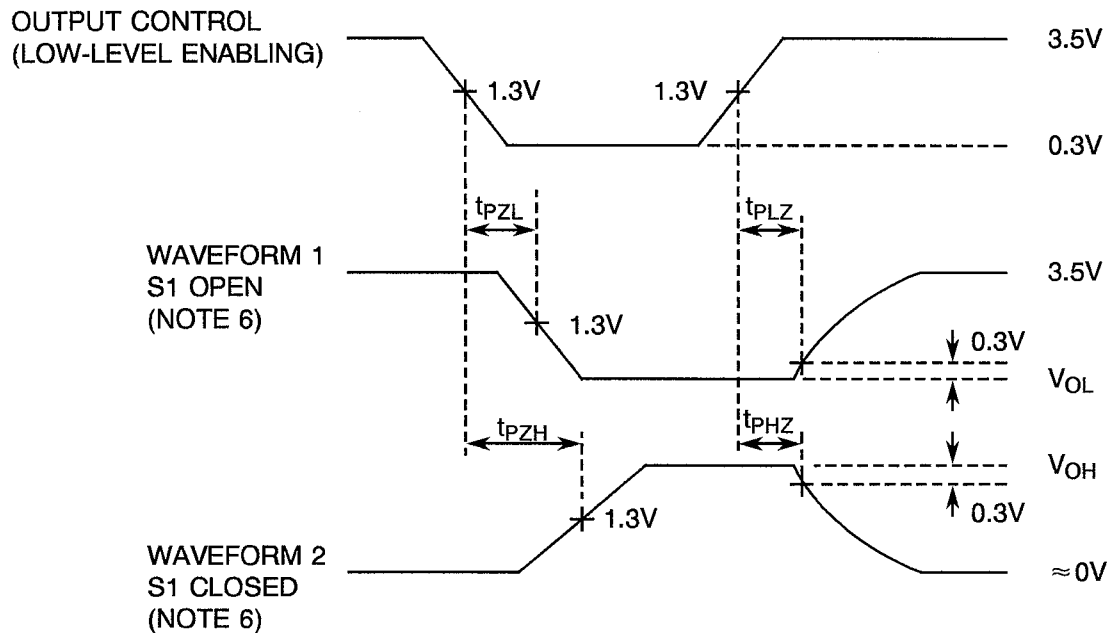 OUTPUT CONTROL
(LOW-LEVEL ENABLING)
1.3V
1.3V
3.5V
0.3V
tPZL
tPLZ
WAVEFORM 1
S1 OPEN
(NOTE 6)
1.3V
3.5V
0.3V
VOL
tPZH
tPHZ
VOH
1.3V
0.3V
WAVEFORM 2
S1 CLOSED
(NOTE 6)
≈0V